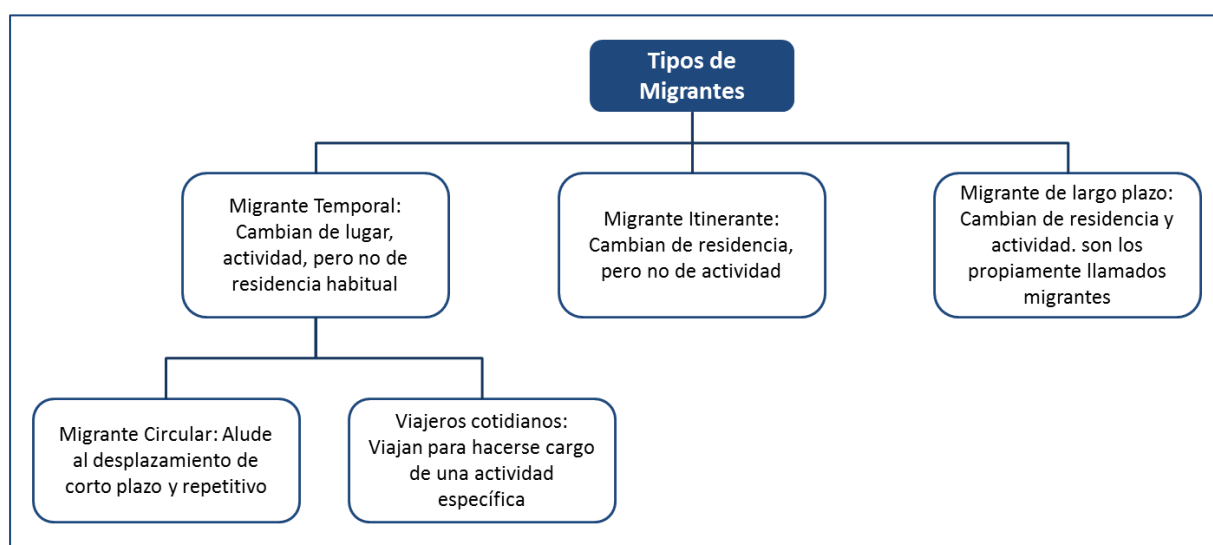 Tipos de
Migrantes
Migrante Temporal:
Cambian de lugar,
actividad, pero no de
residencia habitual
Migrante Itinerante:
Cambian de residencia,
pero no de actividad
Migrante de largo plazo:
Cambian de residencia y
actividad. son los
propiamente llamados
migrantes
Migrante Circular: Alude
al desplazamiento de
corto plazo y repetitivo
Viajeros cotidianos:
Viajan para hacerse cargo
de una actividad
específica